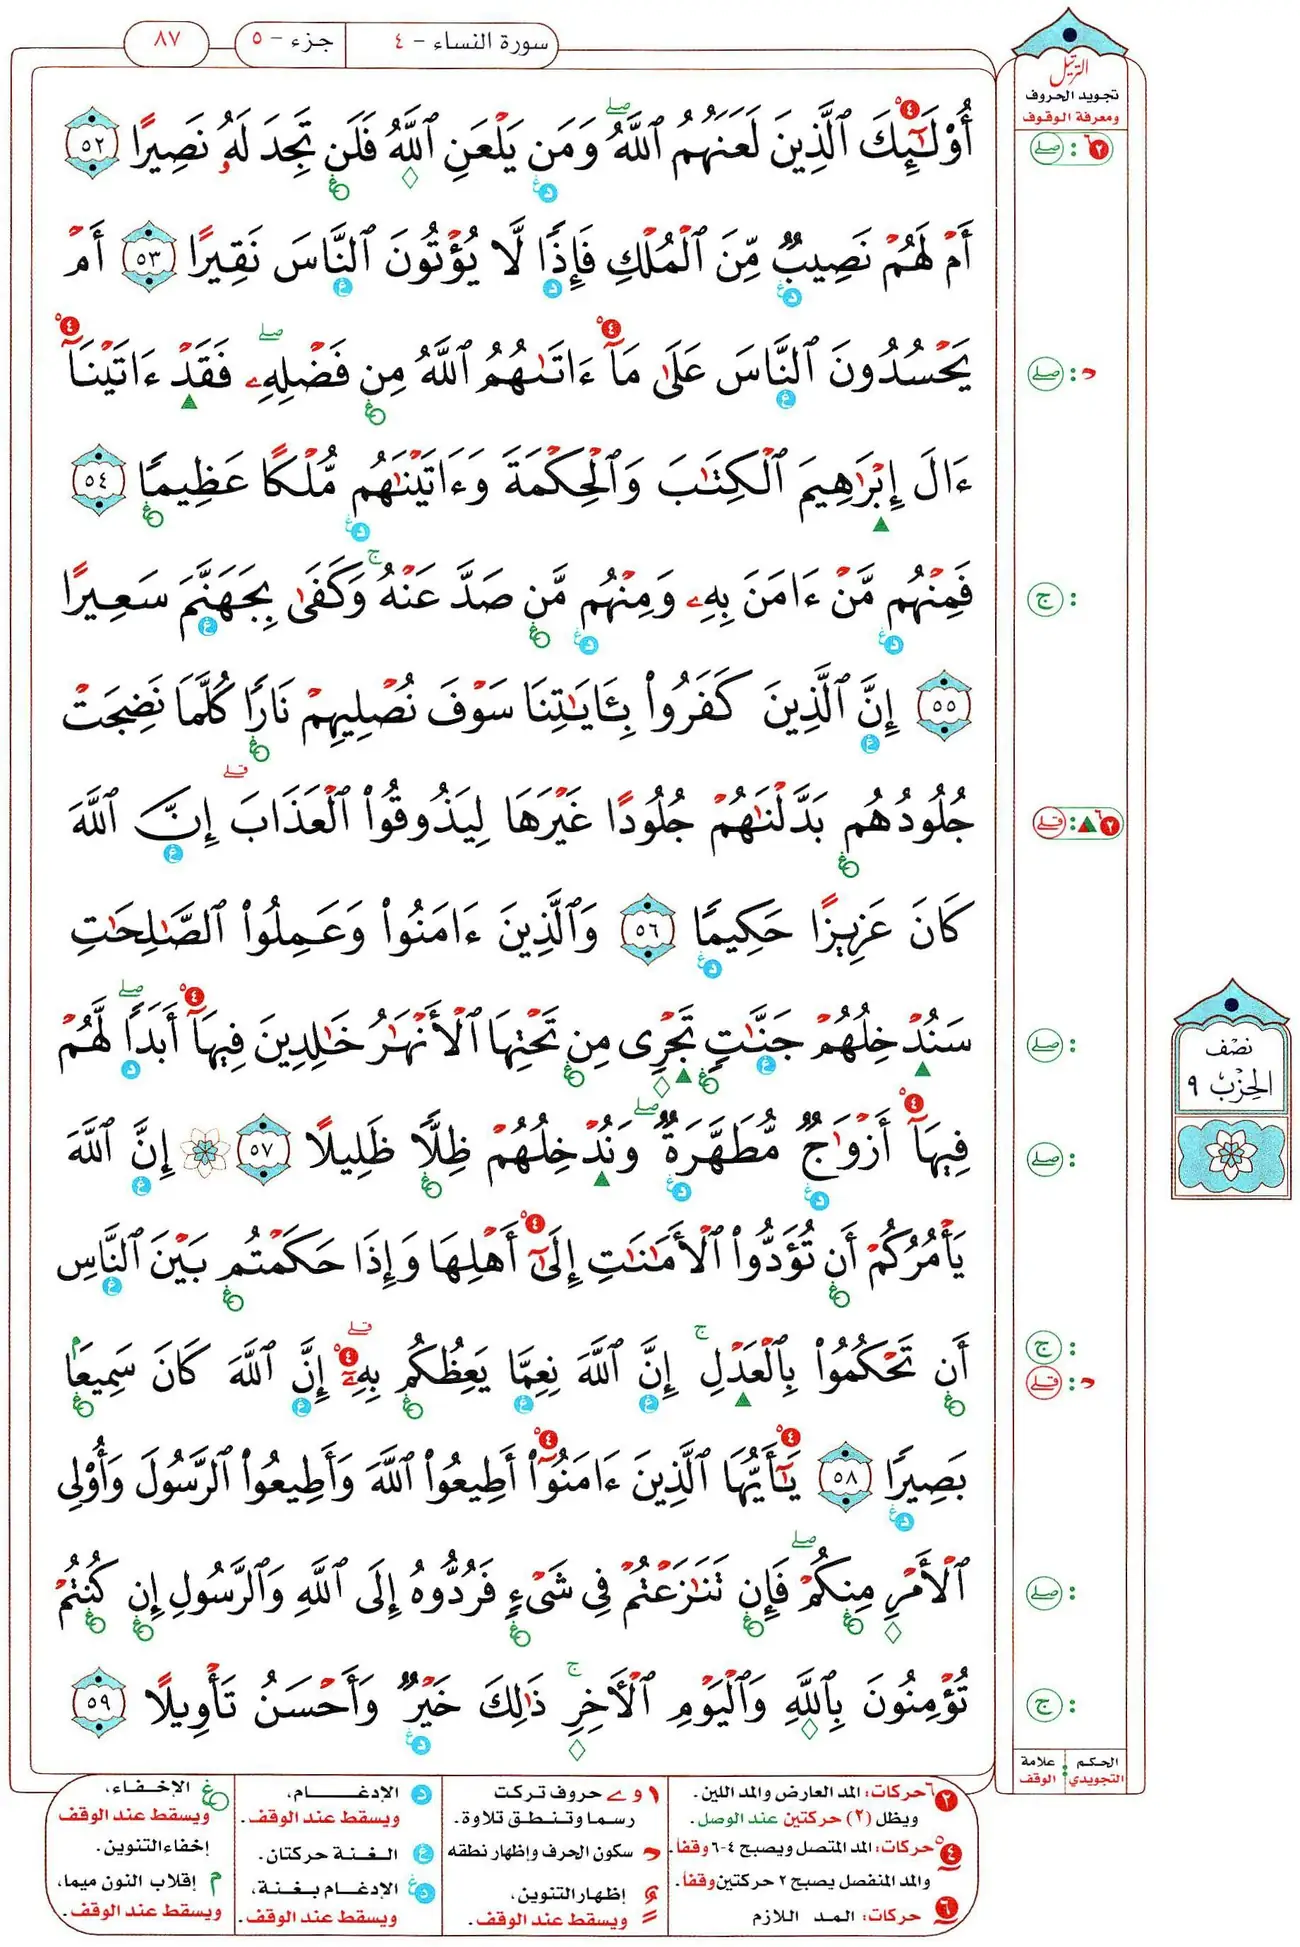 سورة النساء - ٤
جزء - ٥
٨٧
الترتيل
تجويد الحروف
ومعرفة الوقوف
أُوْلَـٰٓئِكَ ٱلَّذِينَ لَعَنَهُمُ ٱللَّهُ ۖ وَمَن يَلْعَنِ ٱللَّهُ فَلَن تَجِدَ لَهُۥ نَصِيرًا ٥٢
أَمْ لَهُمْ نَصِيبٌ مِّنَ ٱلْمُلْكِ فَإِذًا لَّا يُؤْتُونَ ٱلنَّاسَ نَقِيرًا ٥٣ أَمْ
يَحْسُدُونَ ٱلنَّاسَ عَلَىٰ مَآ ءَاتَىٰهُمُ ٱللَّهُ مِن فَضْلِهِۦ ۖ فَقَدْ ءَاتَيْنَآ
ءَالَ إِبْرَٰهِيمَ ٱلْكِتَـٰبَ وَٱلْحِكْمَةَ وَءَاتَيْنَـٰهُم مُّلْكًا عَظِيمًا ٥٤
فَمِنْهُم مَّنْ ءَامَنَ بِهِۦ وَمِنْهُم مَّن صَدَّ عَنْهُ ۚ وَكَفَىٰ بِجَهَنَّمَ سَعِيرًا
٥٥ إِنَّ ٱلَّذِينَ كَفَرُواْ بِـَٔايَـٰتِنَا سَوْفَ نُصْلِيهِمْ نَارًا كُلَّمَا نَضِجَتْ
جُلُودُهُم بَدَّلْنَـٰهُمْ جُلُودًا غَيْرَهَا لِيَذُوقُواْ ٱلْعَذَابَ ۗ إِنَّ ٱللَّهَ
كَانَ عَزِيزًا حَكِيمًا ٥٦ وَٱلَّذِينَ ءَامَنُواْ وَعَمِلُواْ ٱلصَّـٰلِحَـٰتِ
سَنُدْخِلُهُمْ جَنَّـٰتٍ تَجْرِى مِن تَحْتِهَا ٱلْأَنْهَـٰرُ خَـٰلِدِينَ فِيهَآ أَبَدًا ۖ لَّهُمْ
فِيهَآ أَزْوَٰجٌ مُّطَهَّرَةٌ ۖ وَنُدْخِلُهُمْ ظِلًّا ظَلِيلًا ٥٧ إِنَّ ٱللَّهَ
يَأْمُرُكُمْ أَن تُؤَدُّواْ ٱلْأَمَـٰنَـٰتِ إِلَىٰٓ أَهْلِهَا وَإِذَا حَكَمْتُم بَيْنَ ٱلنَّاسِ
أَن تَحْكُمُواْ بِٱلْعَدْلِ ۚ إِنَّ ٱللَّهَ نِعِمَّا يَعِظُكُم بِهِۦٓ ۗ إِنَّ ٱللَّهَ كَانَ سَمِيعَۢا
بَصِيرًا ٥٨ يَـٰٓأَيُّهَا ٱلَّذِينَ ءَامَنُوٓاْ أَطِيعُواْ ٱللَّهَ وَأَطِيعُواْ ٱلرَّسُولَ وَأُوْلِى
ٱلْأَمْرِ مِنكُمْ ۖ فَإِن تَنَـٰزَعْتُمْ فِى شَىْءٍ فَرُدُّوهُ إِلَى ٱللَّهِ وَٱلرَّسُولِ إِن كُنتُمْ
تُؤْمِنُونَ بِٱللَّهِ وَٱلْيَوْمِ ٱلْـَٔاخِرِ ۚ ذَٰلِكَ خَيْرٌ وَأَحْسَنُ تَأْوِيلًا ٥٩
نصف
الحزب ٩
الحكم التجويدي : علامة الوقف
٢ ٦ حركات: المد العارض والمد اللين.
ويظل (٢) حركتين عند الوصل.
٤ ٥ حركات: المد المتصل ويصبح ٤-٦ وقفاً.
والمد المنفصل يصبح ٢ حركتين وقفاً.
٦ حركات: المد اللازم
ا و ے حروف تركت
رسما وتنطق تلاوة.
سكون الحرف وإظهار نطقه
إظهار التنوين،
ويسقط عند الوقف.
د الإدغام،
ويسقط عند الوقف.
غ الغنة حركتان.
دغ الإدغام بغنة،
ويسقط عند الوقف.
الإخفاء،
ويسقط عند الوقف
إخفاء التنوين.
م إقلاب النون ميما،
ويسقط عند الوقف.